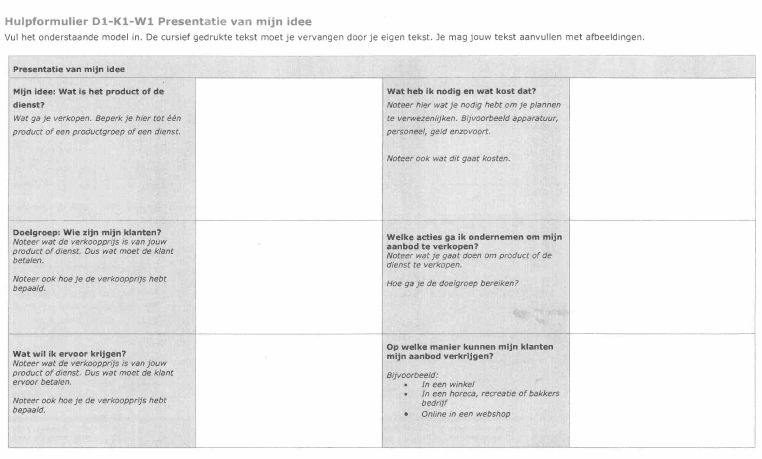 Hulpformulier D1-K1-W1 Presentatie van mijn idee
Vul het onderstaande model in. De cursief gedrukte tekst moet je vervangen door je eigen tekst. Je mag jouw tekst aanvullen met afbeeldingen.
Presentatie van mijn idee
Mijn idee: Wat is het product of de
dienst?
Wat ga je verkopen. Beperk je hier tot één
product of een productgroep of een dienst.
Wat heb ik nodig en wat kost dat?
Noteer hier wat je nodig hebt om je plannen
te verwezenlijken. Bijvoorbeeld apparatuur,
personeel, geld enzovoort.
Noteer ook wat dit gaat kosten.
Doelgroep: Wie zijn mijn klanten?
Noteer wat de verkoopprijs is van jouw
product of dienst. Dus wat moet de klant
betalen.
Noteer ook hoe je de verkoopprijs hebt
bepaald.
Welke acties ga ik ondernemen om mijn
aanbod te verkopen?
Noteer wat je gaat doen om product of de
dienst te verkopen.
Hoe ga je de doelgroep bereiken?
Wat wil ik ervoor krijgen?
Noteer wat de verkoopprijs is van jouw
product of dienst. Dus wat moet de klant
ervoor betalen.
Noteer ook hoe je de verkoopprijs hebt
bepaald.
Op welke manier kunnen mijn klanten
mijn aanbod verkrijgen?
Bijvoorbeeld:
• In een winkel
• In een horeca, recreatie of bakkers
bedrijf
• Online in een webshop